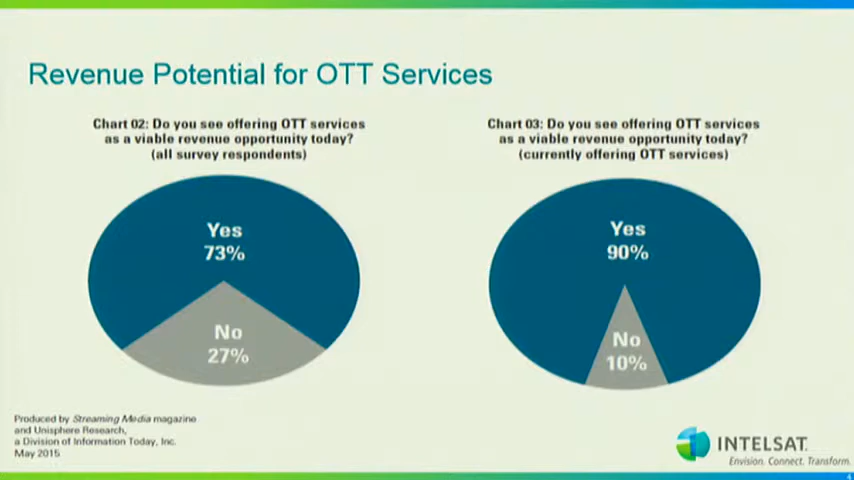 Revenue Potential for OTT Services
Chart 02: Do you see offering OTT services
as a viable revenue opportunity today?
(all survey respondents)
Yes
73%
No
27%
Chart 03: Do you see offering OTT services
as a viable revenue opportunity today?
(currently offering OTT services)
Yes
90%
No
10%
Produced by Streaming Media magazine
and Unisphere Research,
a Division of Information Today, Inc.
May 2015
INTELSAT.
Envision. Connect. Transform.
4